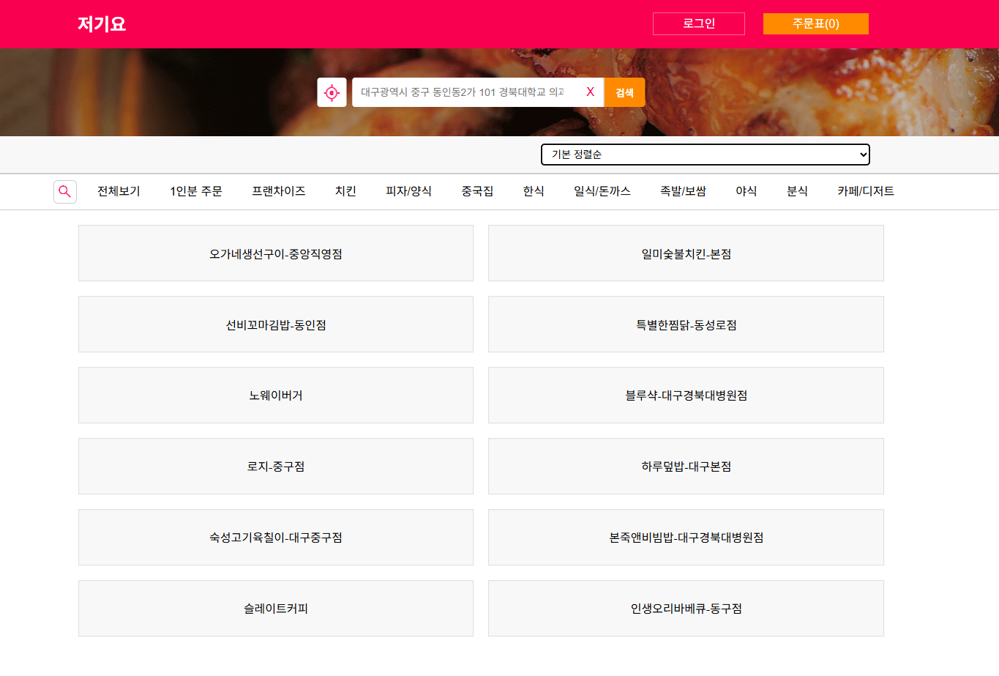 저기요
로그인
주문표(0)
대구광역시 중구 동인동2가 101 경북대학교 의
X
검색
기본 정렬순
전체보기 1인분 주문 프랜차이즈 치킨 피자/양식 중국집 한식 일식/돈까스 족발/보쌈 야식 분식 카페/디저트
오가네생선구이-중앙직영점
일미숯불치킨-본점
선비꼬마김밥-동인점
특별한찜닭-동성로점
노웨이버거
블루샥-대구경북대병원점
로지-중구점
하루덮밥-대구본점
숙성고기육칠이-대구중구점
본죽앤비빔밥-대구경북대병원점
슬레이트커피
인생오리바베큐-동구점